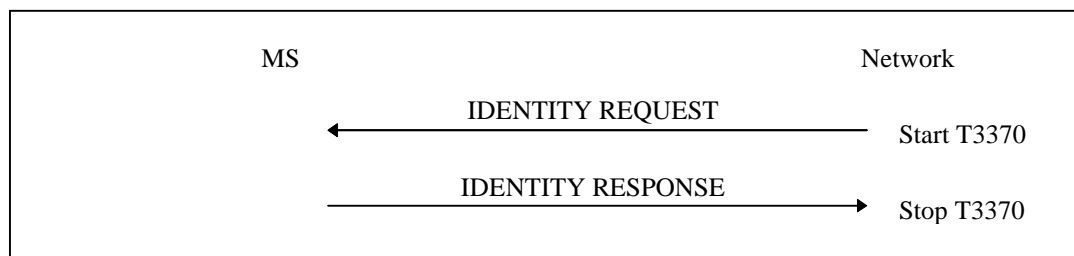 MS
Network
IDENTITY REQUEST
Start T3370
IDENTITY RESPONSE
Stop T3370